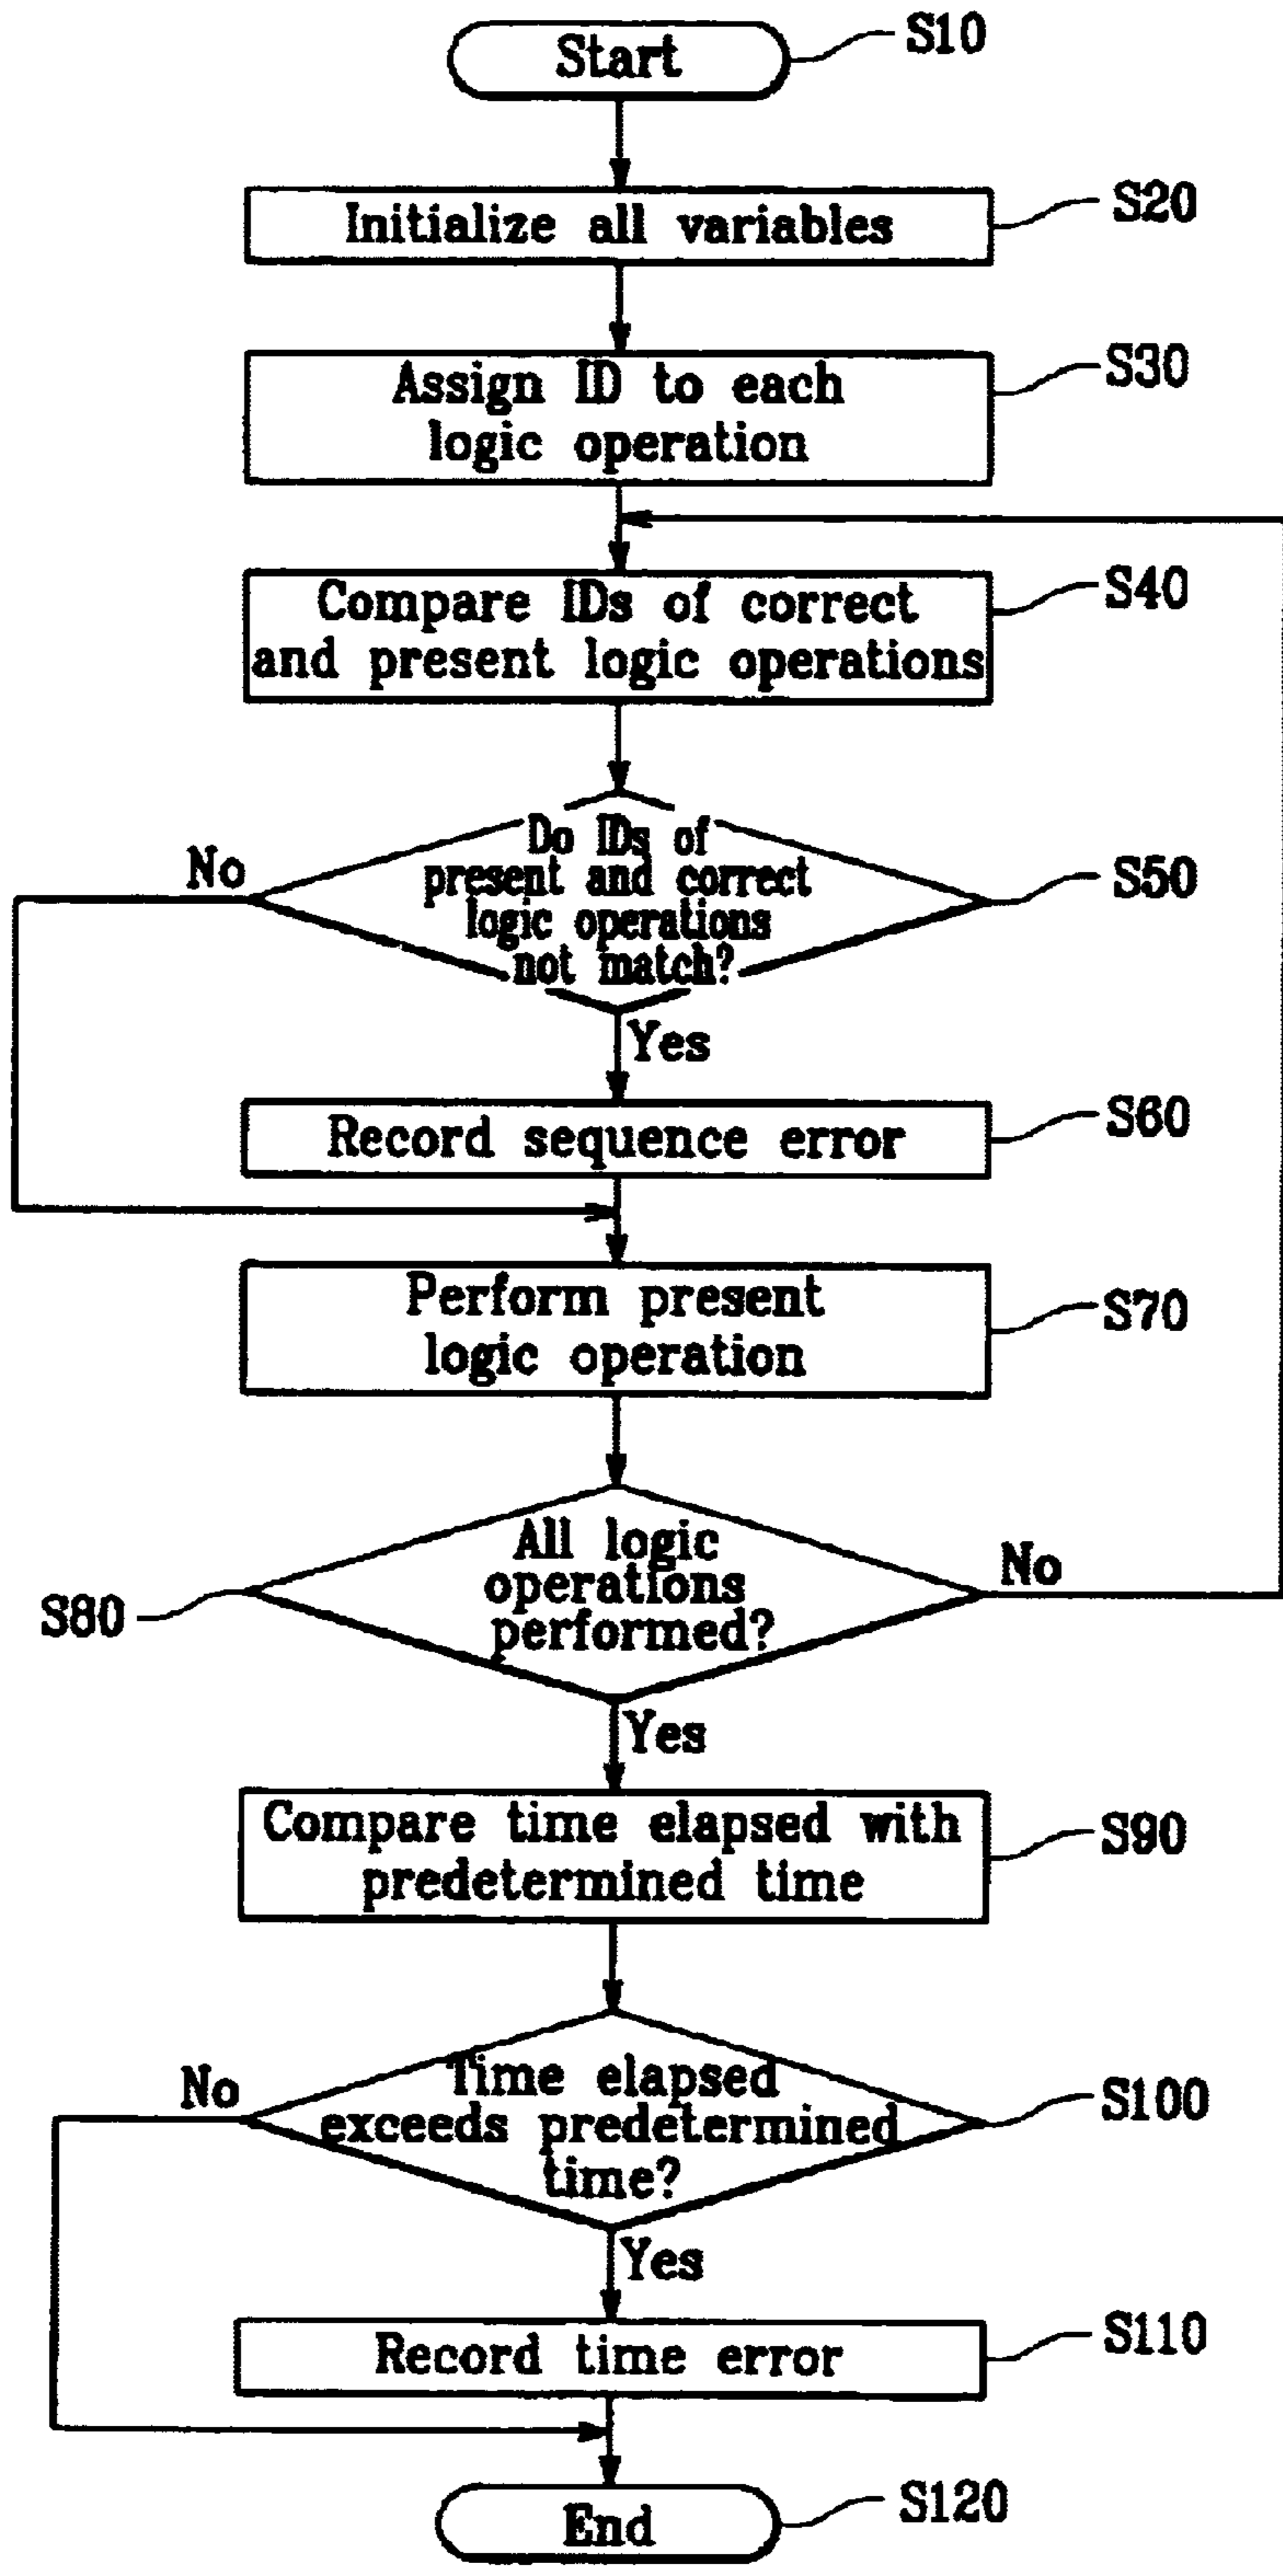 Start
S10
Initialize all variables
S20
Assign ID to each
logic operation
S30
Compare IDs of correct
and present logic operations
S40
Do IDs of
present and correct
logic operations
not match?
S50
No
Yes
Record sequence error
S60
Perform present
logic operation
S70
All logic
operations
performed?
S80
No
Yes
Compare time elapsed with
predetermined time
S90
Time elapsed
exceeds predetermined
time?
S100
No
Yes
Record time error
S110
End
S120